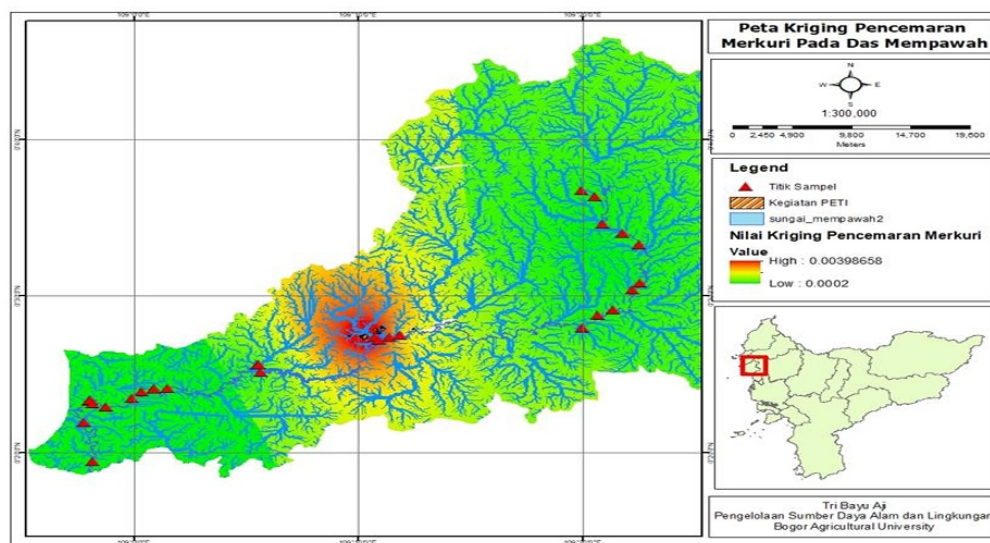 Peta Kriging Pencemaran
Merkuri Pada Das Mempawah
N
W
E
S
1:300,000
0 2,450 4,900 9,800 14,700 19,600
Meters
Legend
Titik Sampel
Kegiatan PETI
sungai_mempawah2
Nilai Kriging Pencemaran Merkuri
Value
High : 0.00398658
Low : 0.0002
Tri Bayu Aji
Pengelolaan Sumber Daya Alam dan Lingkungan
Bogor Agricultural University